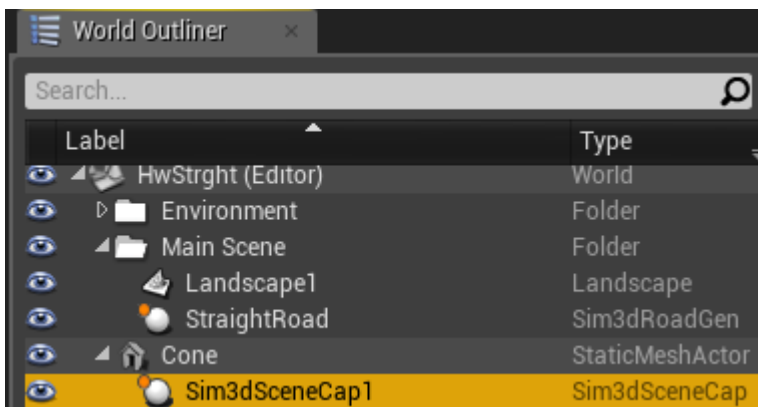 World Outliner ×
Search...
Label Type
HwStrght (Editor) World
Environment Folder
Main Scene Folder
Landscape1 Landscape
StraightRoad Sim3dRoadGen
Cone StaticMeshActor
Sim3dSceneCap1 Sim3dSceneCap